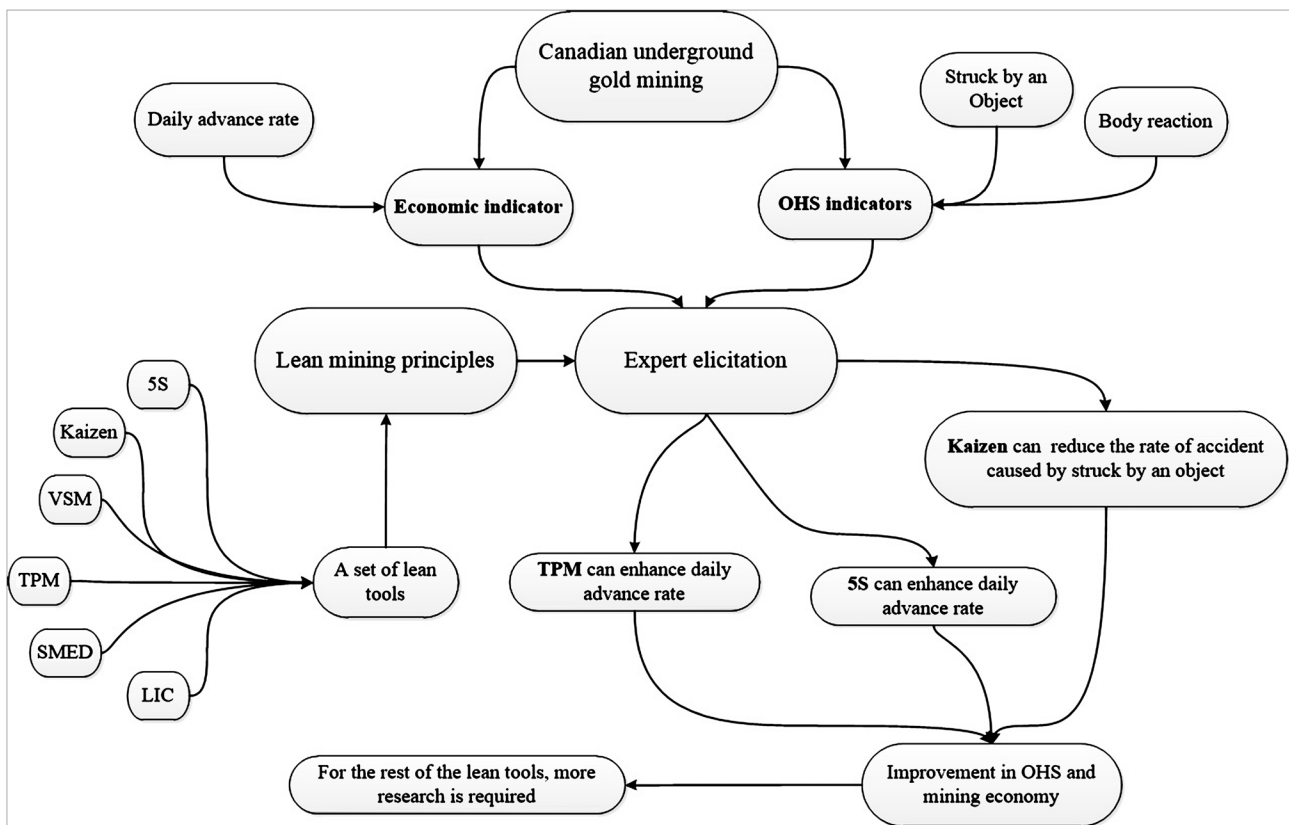 Canadian underground
gold mining
Struck by an
Object
Daily advance rate
Body reaction
Economic indicator
OHS indicators
Lean mining principles
Expert elicitation
5S
Kaizen
VSM
TPM
SMED
LIC
A set of lean
tools
Kaizen can reduce the rate of accident
caused by struck by an object
TPM can enhance daily
advance rate
5S can enhance daily
advance rate
Improvement in OHS and
mining economy
For the rest of the lean tools, more
research is required